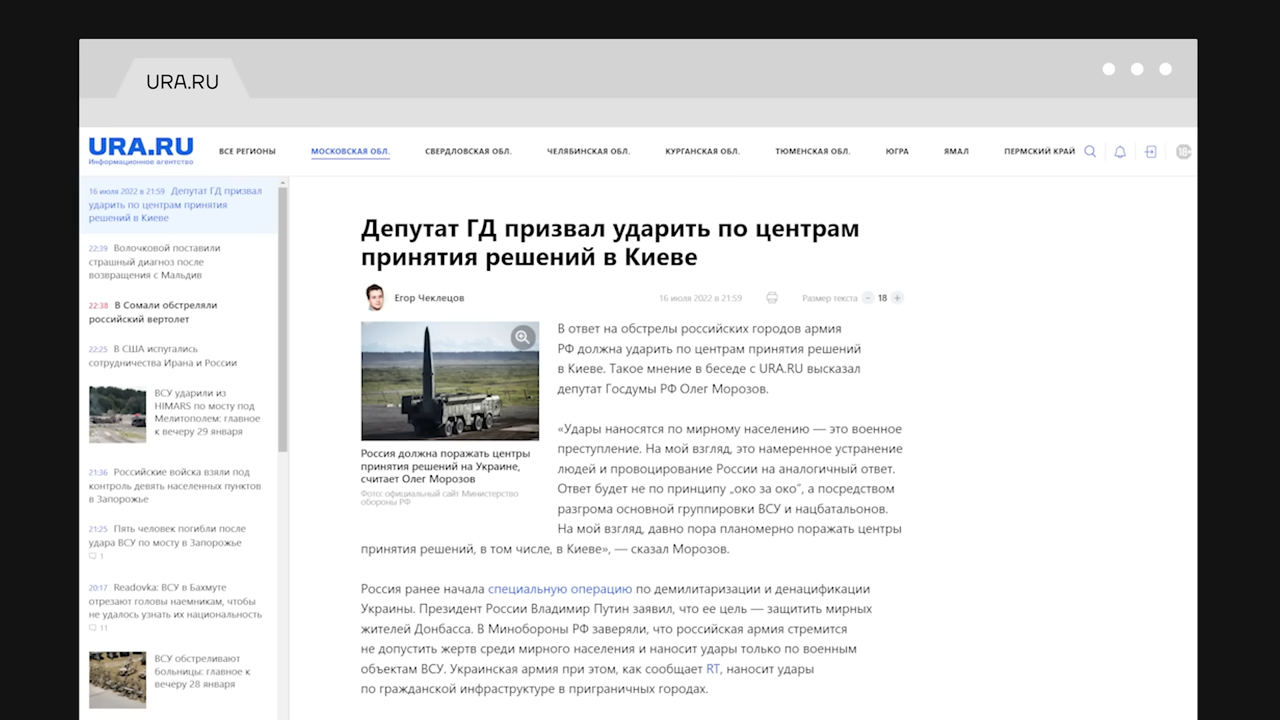 URA.RU
URA.RU
Информационное агентство
ВСЕ РЕГИОНЫ
МОСКОВСКАЯ ОБЛ.
СВЕРДЛОВСКАЯ ОБЛ.
ЧЕЛЯБИНСКАЯ ОБЛ.
КУРГАНСКАЯ ОБЛ.
ТЮМЕНСКАЯ ОБЛ.
ЮГРА
ЯМАЛ
ПЕРМСКИЙ КРАЙ
18+
16 июля 2022 в 21:59 Депутат ГД призвал
ударить по центрам принятия
решений в Киеве
22:39 Волочковой поставили
страшный диагноз после
возвращения с Мальдив
22:38 В Сомали обстреляли
российский вертолет
22:25 В США испугались
сотрудничества Ирана и России
ВСУ ударили из
HIMARS по мосту под
Мелитополем: главное
к вечеру 29 января
21:36 Российские войска взяли под
контроль девять населенных пунктов
в Запорожье
21:25 Пять человек погибли после
удара ВСУ по мосту в Запорожье
1
20:17 Readovka: ВСУ в Бахмуте
отрезают головы наемникам, чтобы
не удалось узнать их национальность
11
ВСУ обстреливают
больницы: главное к
вечеру 28 января
Депутат ГД призвал ударить по центрам
принятия решений в Киеве
Егор Чеклецов
16 июля 2022 в 21:59
Размер текста − 18 +
Россия должна поражать центры
принятия решений на Украине,
считает Олег Морозов
Фото: официальный сайт Министерство
обороны РФ
В ответ на обстрелы российских городов армия
РФ должна ударить по центрам принятия решений
в Киеве. Такое мнение в беседе с URA.RU высказал
депутат Госдумы РФ Олег Морозов.
«Удары наносятся по мирному населению — это военное
преступление. На мой взгляд, это намеренное устранение
людей и провоцирование России на аналогичный ответ.
Ответ будет не по принципу „око за око“, а посредством
разгрома основной группировки ВСУ и нацбатальонов.
На мой взгляд, давно пора планомерно поражать центры
принятия решений, в том числе, в Киеве», — сказал Морозов.
Россия ранее начала специальную операцию по демилитаризации и денацификации
Украины. Президент России Владимир Путин заявил, что ее цель — защитить мирных
жителей Донбасса. В Минобороны РФ заверяли, что российская армия стремится
не допустить жертв среди мирного населения и наносит удары только по военным
объектам ВСУ. Украинская армия при этом, как сообщает RT, наносит удары
по гражданской инфраструктуре в приграничных городах.